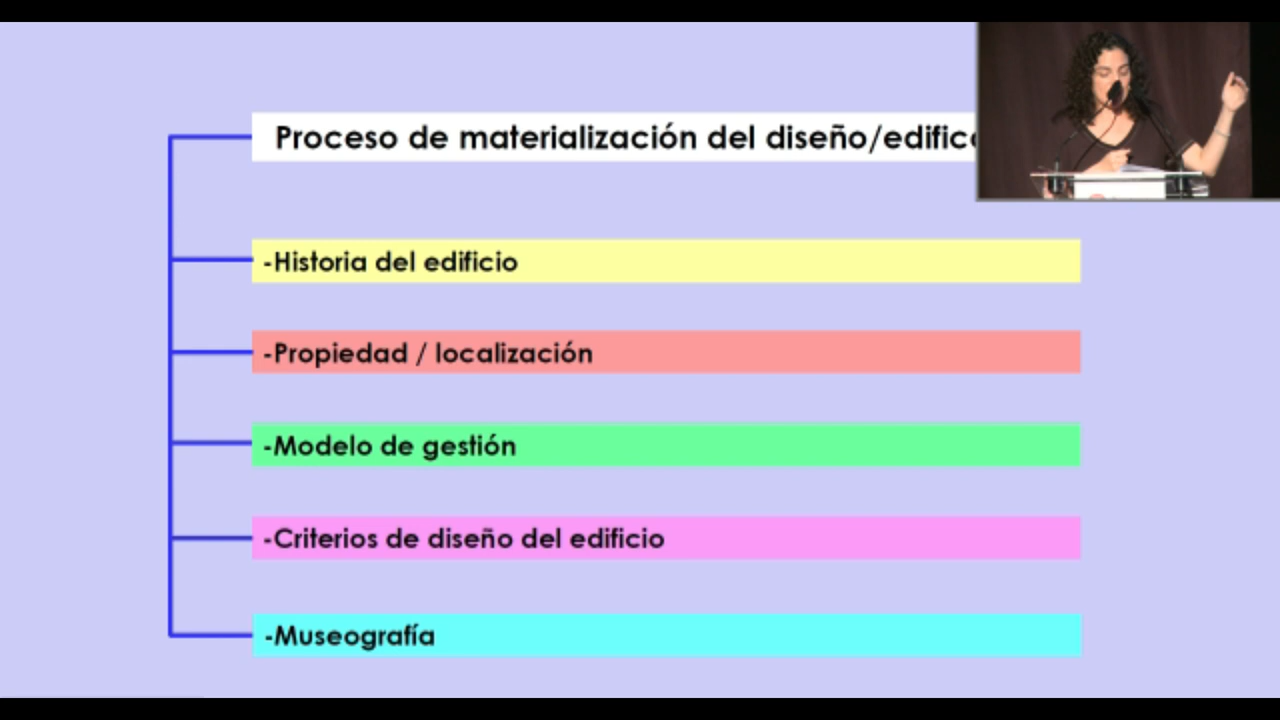 Proceso de materialización del diseño/edific
-Historia del edificio
-Propiedad / localización
-Modelo de gestión
-Criterios de diseño del edificio
-Museografía